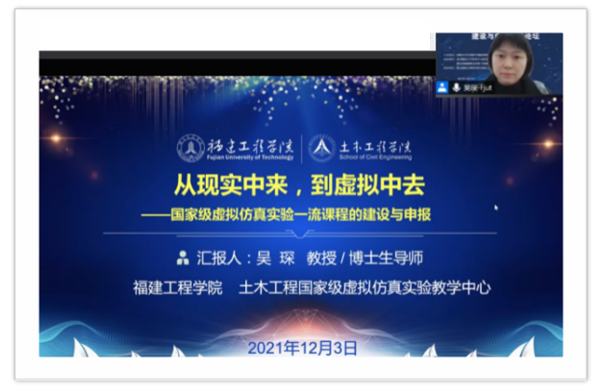 福建工程学院
Fujian University of Technology
土木工程学院
School of Civil Engineering
从现实中来，到虚拟中去
——国家级虚拟仿真实验一流课程的建设与申报
汇报人：吴 琛 教授 / 博士生导师
福建工程学院 土木工程国家级虚拟仿真实验教学中心
2021年12月3日
吴琛-fjut